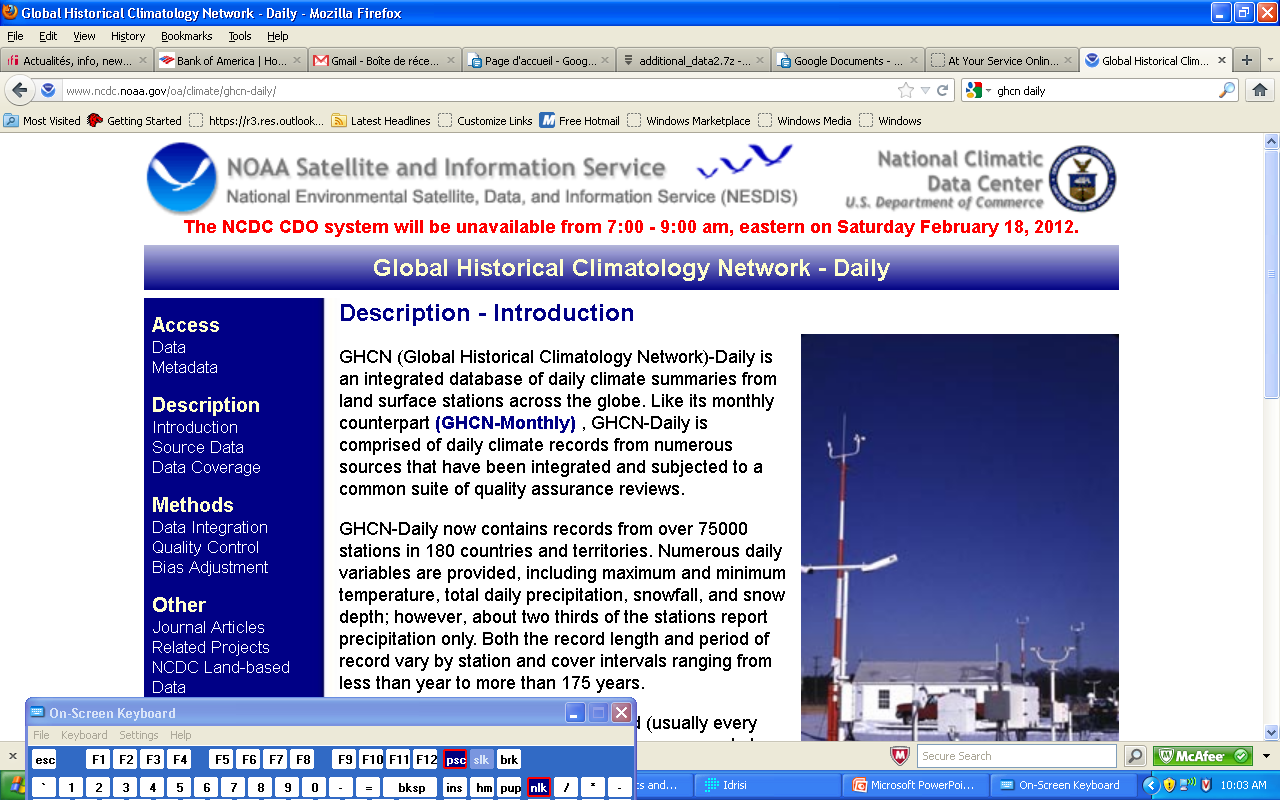 Global Historical Climatology Network - Daily - Mozilla Firefox
File Edit View History Bookmarks Tools Help
Actualités, info, new... Bank of America | Ho... Gmail - Boîte de réce... Page d'accueil - Goog... additional_data2.7z -... Google Documents - ... At Your Service Onlin... Global Historical Clim...
www.ncdc.noaa.gov/oa/climate/ghcn-daily/ ghcn daily
Most Visited Getting Started https://r3.res.outlook... Latest Headlines Customize Links Free Hotmail Windows Marketplace Windows Media Windows
NOAA Satellite and Information Service
National Environmental Satellite, Data, and Information Service (NESDIS)
National Climatic
Data Center
U.S. Department of Commerce
The NCDC CDO system will be unavailable from 7:00 - 9:00 am, eastern on Saturday February 18, 2012.
Global Historical Climatology Network - Daily
Access
Data
Metadata
Description
Introduction
Source Data
Data Coverage
Methods
Data Integration
Quality Control
Bias Adjustment
Other
Journal Articles
Related Projects
NCDC Land-based
Data
Description - Introduction
GHCN (Global Historical Climatology Network)-Daily is
an integrated database of daily climate summaries from
land surface stations across the globe. Like its monthly
counterpart (GHCN-Monthly) , GHCN-Daily is
comprised of daily climate records from numerous
sources that have been integrated and subjected to a
common suite of quality assurance reviews.
GHCN-Daily now contains records from over 75000
stations in 180 countries and territories. Numerous daily
variables are provided, including maximum and minimum
temperature, total daily precipitation, snowfall, and snow
depth; however, about two thirds of the stations report
precipitation only. Both the record length and period of
record vary by station and cover intervals ranging from
less than year to more than 175 years.
(usually every
On-Screen Keyboard
File Keyboard Settings Help
esc F1 F2 F3 F4 F5 F6 F7 F8 F9 F10 F11 F12 psc slk brk
` 1 2 3 4 5 6 7 8 9 0 - = bksp ins hm pup nlk / * -
Secure Search McAfee
s and... Idrisi Microsoft PowerPoi... On-Screen Keyboard 10:03 AM